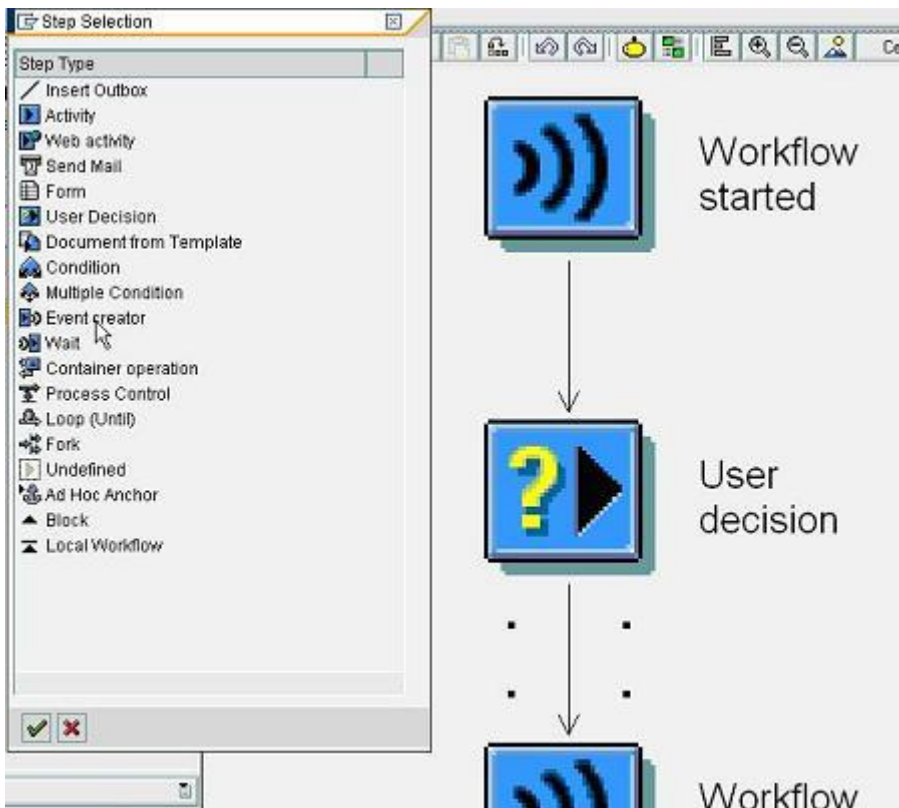 Step Selection
Step Type
Insert Outbox
Activity
Web activity
Send Mail
Form
User Decision
Document from Template
Condition
Multiple Condition
Event creator
Wait
Container operation
Process Control
Loop (Until)
Fork
Undefined
Ad Hoc Anchor
Block
Local Workflow
Workflow
started
User
decision
Workflow